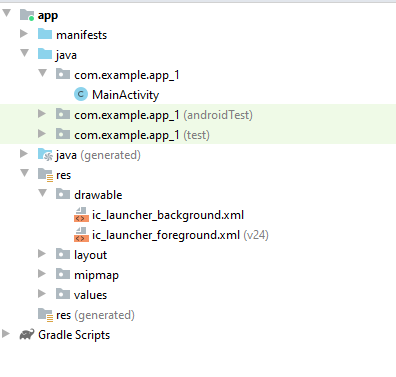 app
manifests
java
com.example.app_1
MainActivity
com.example.app_1 (androidTest)
com.example.app_1 (test)
java (generated)
res
drawable
ic_launcher_background.xml
ic_launcher_foreground.xml (v24)
layout
mipmap
values
res (generated)
Gradle Scripts